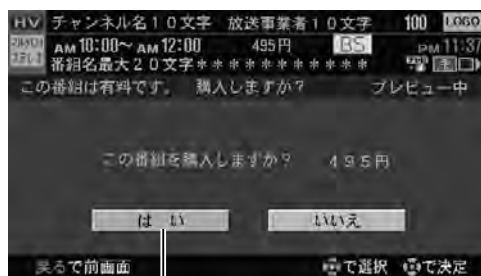 HV チャンネル名10文字 放送事業者10文字 100 LOGO
AM 10:00~ AM 12:00 495円 BS PM 11:37
番組名最大20文字**********
この番組は有料です。 購入しますか? プレビュー中
この番組を購入しますか? 495円
はい いいえ
戻るで前画面 で選択 で決定